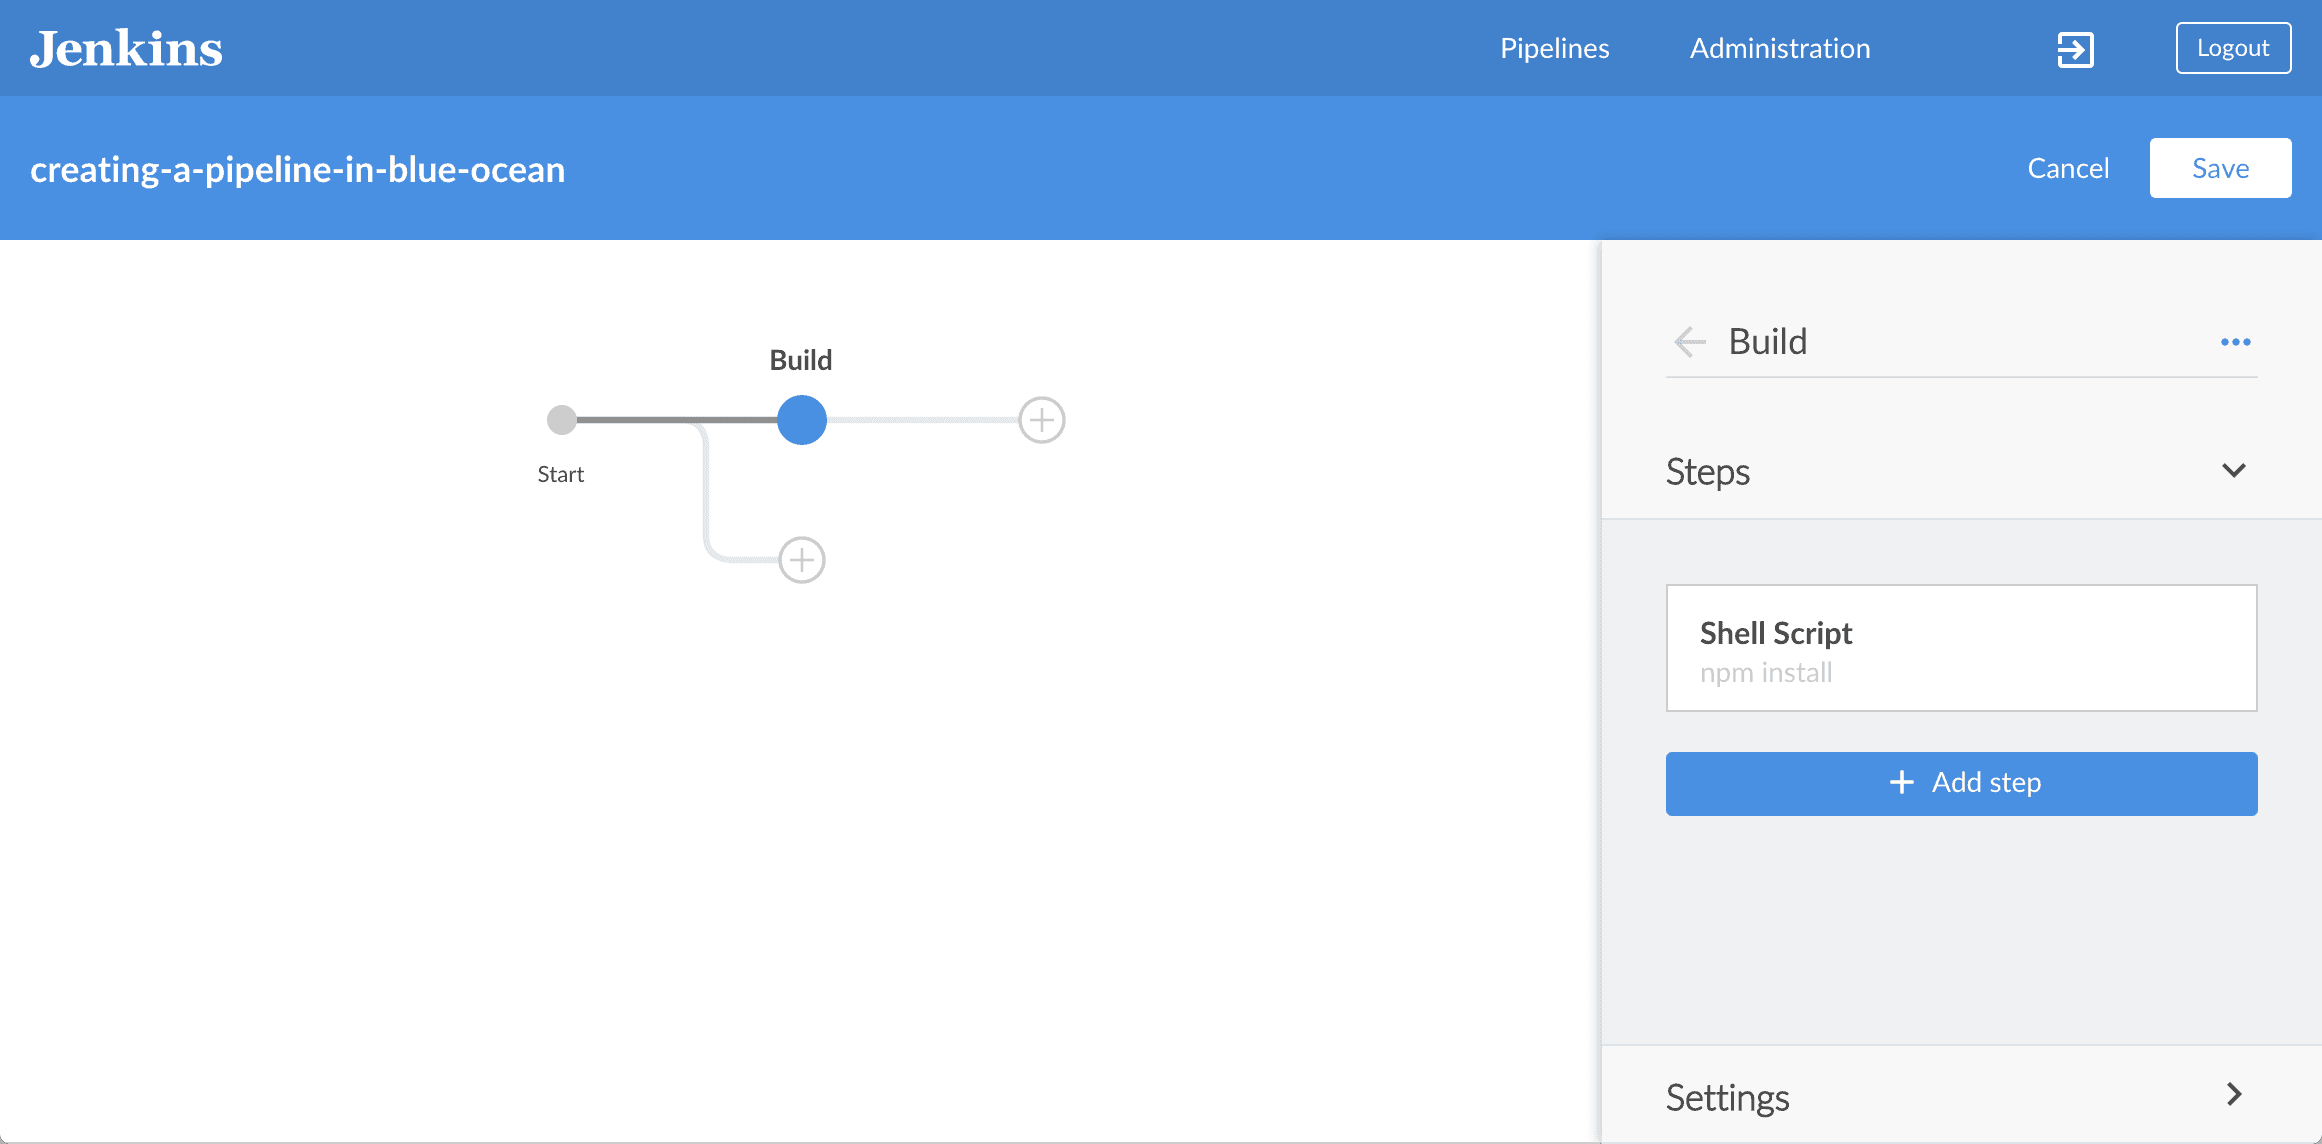 Jenkins
Pipelines
Administration
Logout
creating-a-pipeline-in-blue-ocean
Cancel
Save
Build
Start
Build
Steps
Shell Script
npm install
Add step
Settings